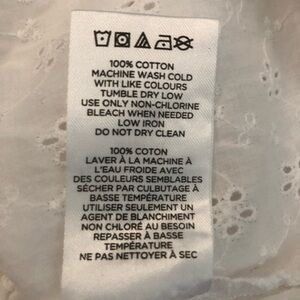 100% COTTON
MACHINE WASH COLD
WITH LIKE COLOURS
TUMBLE DRY LOW
USE ONLY NON-CHLORINE
BLEACH WHEN NEEDED
LOW IRON
DO NOT DRY CLEAN
100% COTTON
LAVER À LA MACHINE À
L'EAU FROIDE AVEC
DES COULEURS SEMBLABLES
SÉCHER PAR CULBUTAGE À
BASSE TEMPÉRATURE
UTILISER SEULEMENT UN
AGENT DE BLANCHIMENT
NON CHLORÉ AU BESOIN
REPASSER À BASSE
TEMPÉRATURE
NE PAS NETTOYER À SEC